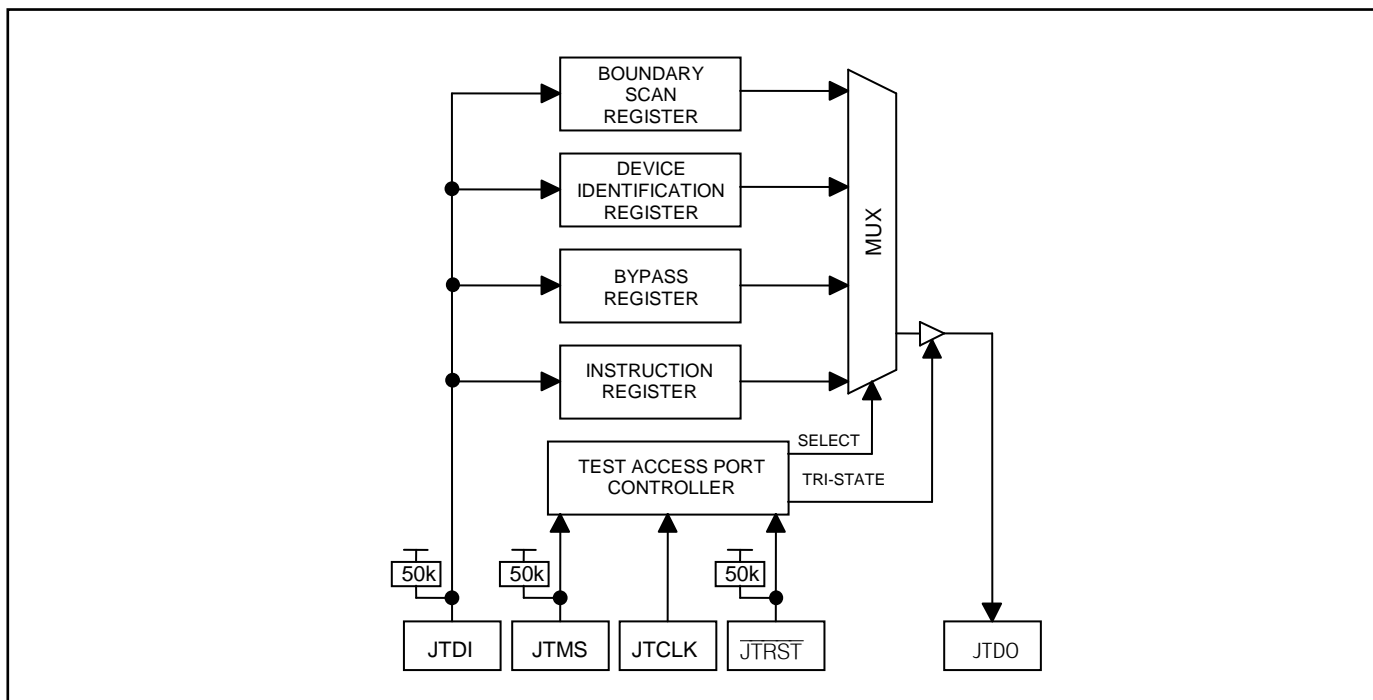 BOUNDARY
SCAN
REGISTER
DEVICE
IDENTIFICATION
REGISTER
BYPASS
REGISTER
INSTRUCTION
REGISTER
MUX
SELECT
TEST ACCESS PORT
CONTROLLER
TRI-STATE
50k
50k
50k
JTDI
JTMS
JTCLK
JTRST
JTDO